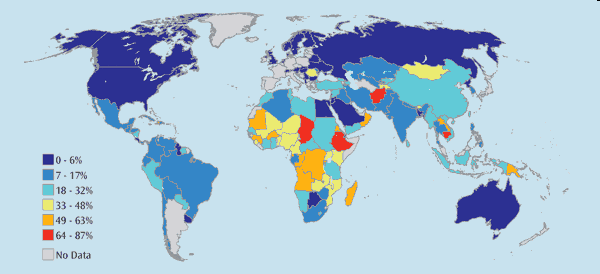 0 - 6%
7 - 17%
18 - 32%
33 - 48%
49 - 63%
64 - 87%
No Data